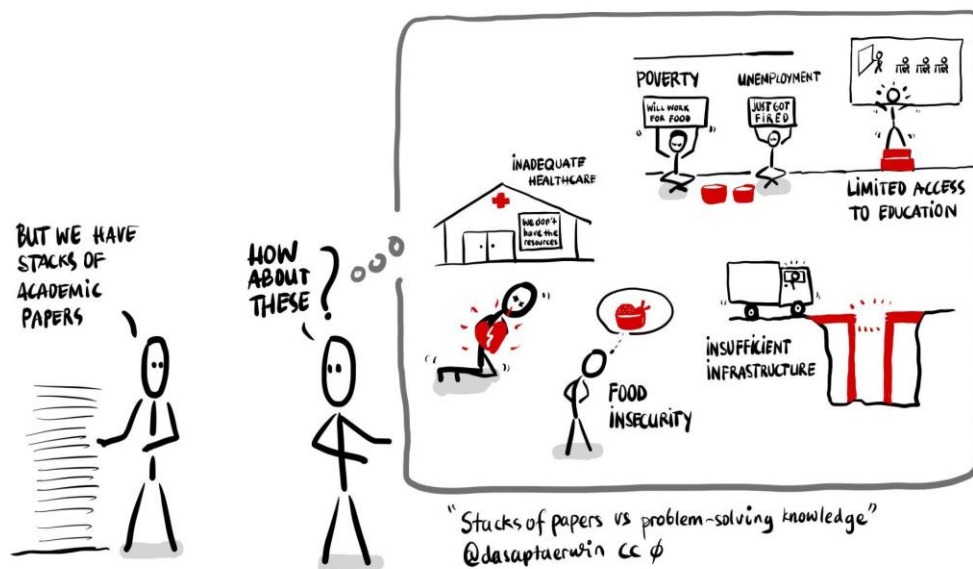 BUT WE HAVE
STACKS OF
ACADEMIC
PAPERS
HOW
ABOUT
THESE?
INADEQUATE
HEALTHCARE
We don't
have the
resources
POVERTY
WILL WORK
FOR FOOD
UNEMPLOYMENT
JUST GOT
FIRED
LIMITED ACCESS
TO EDUCATION
FOOD
INSECURITY
INSUFFICIENT
INFRASTRUCTURE
"Stacks of papers vs problem-solving knowledge"
@dasaptaerwin cc ϕ